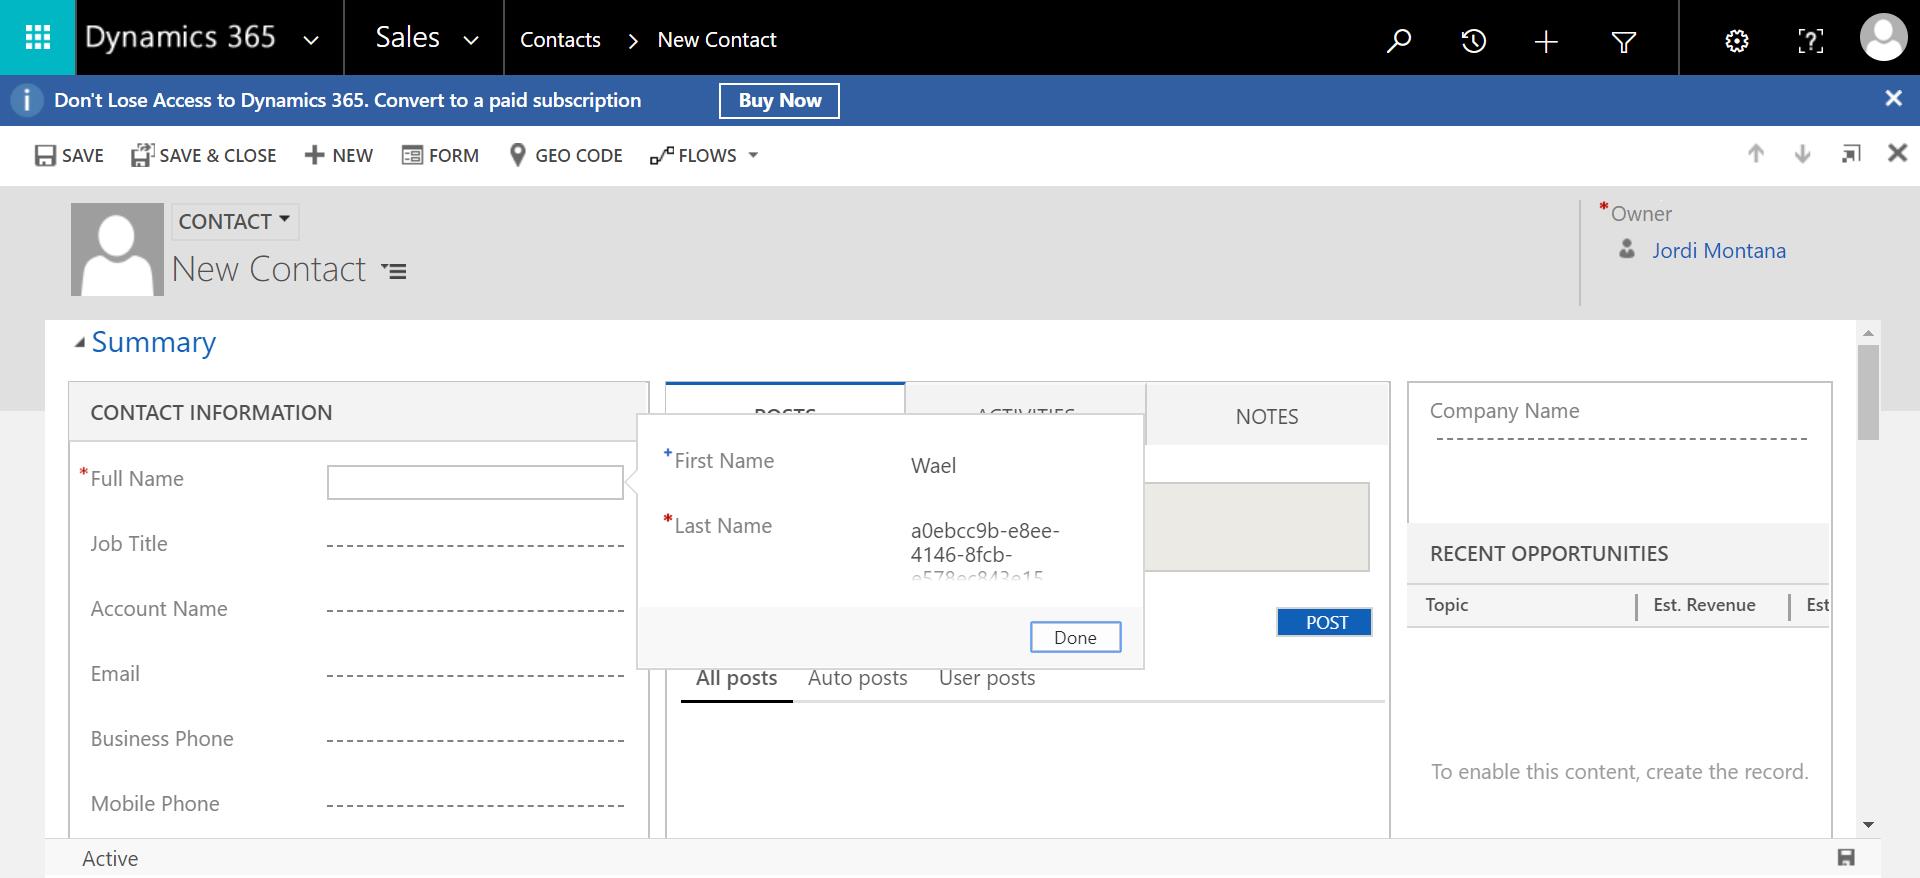 Dynamics 365
Sales
Contacts > New Contact
Don't Lose Access to Dynamics 365. Convert to a paid subscription
Buy Now
SAVE
SAVE & CLOSE
NEW
FORM
GEO CODE
FLOWS
CONTACT
New Contact
*Owner
Jordi Montana
Summary
CONTACT INFORMATION
*Full Name
Job Title
Account Name
Email
Business Phone
Mobile Phone
POSTS
ACTIVITIES
NOTES
+First Name
Wael
*Last Name
a0ebcc9b-e8ee-
4146-8fcb-
e578ec843e15
Done
POST
All posts
Auto posts
User posts
Company Name
RECENT OPPORTUNITIES
Topic
Est. Revenue
Est
To enable this content, create the record.
Active